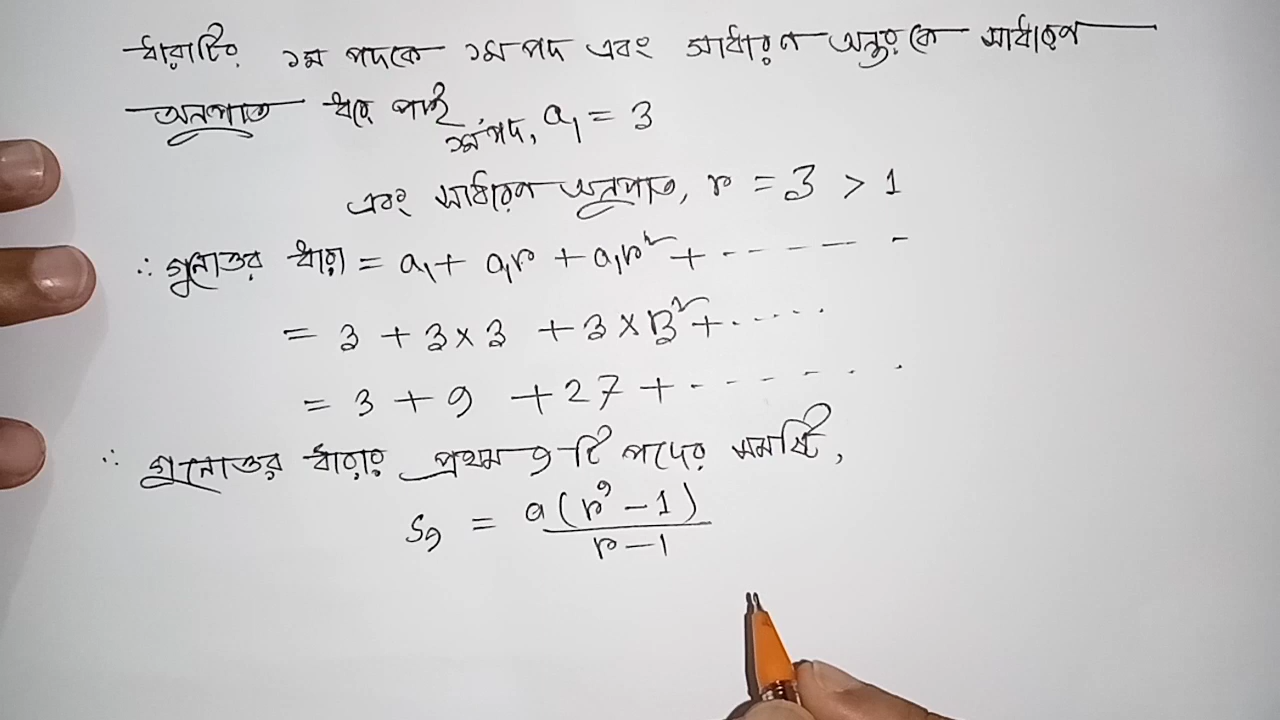 ধারাটির ১ম পদকে ১ম পদ এবং সাধারণ অন্তরকে সাধারণ
অনুপাত ধরে পাই
১ম পদ, a₁ = 3
এবং সাধারণ অনুপাত, r = 3 > 1
∴ গুনোত্তর ধারা = a₁ + a₁r + a₁r² + ------
= 3 + 3×3 + 3×3² + .....
= 3 + 9 + 27 + -------
∴ গুনোত্তর ধারার প্রথম 9 টি পদের সমষ্টি,
S₉ = a(r⁹ - 1) / r - 1